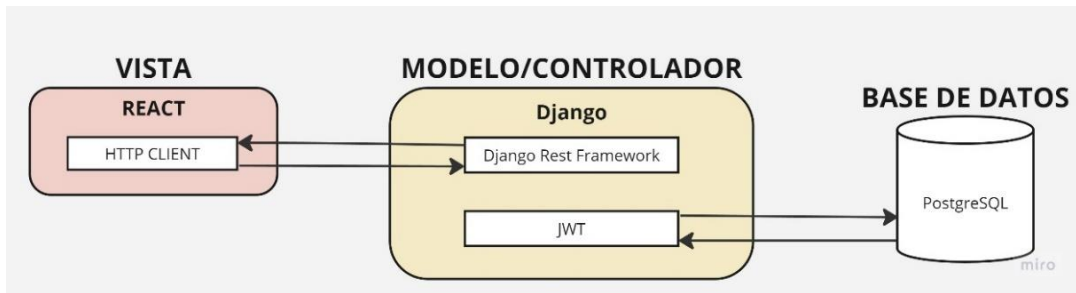 VISTA
REACT
HTTP CLIENT
MODELO/CONTROLADOR
Django
Django Rest Framework
JWT
BASE DE DATOS
PostgreSQL
miro